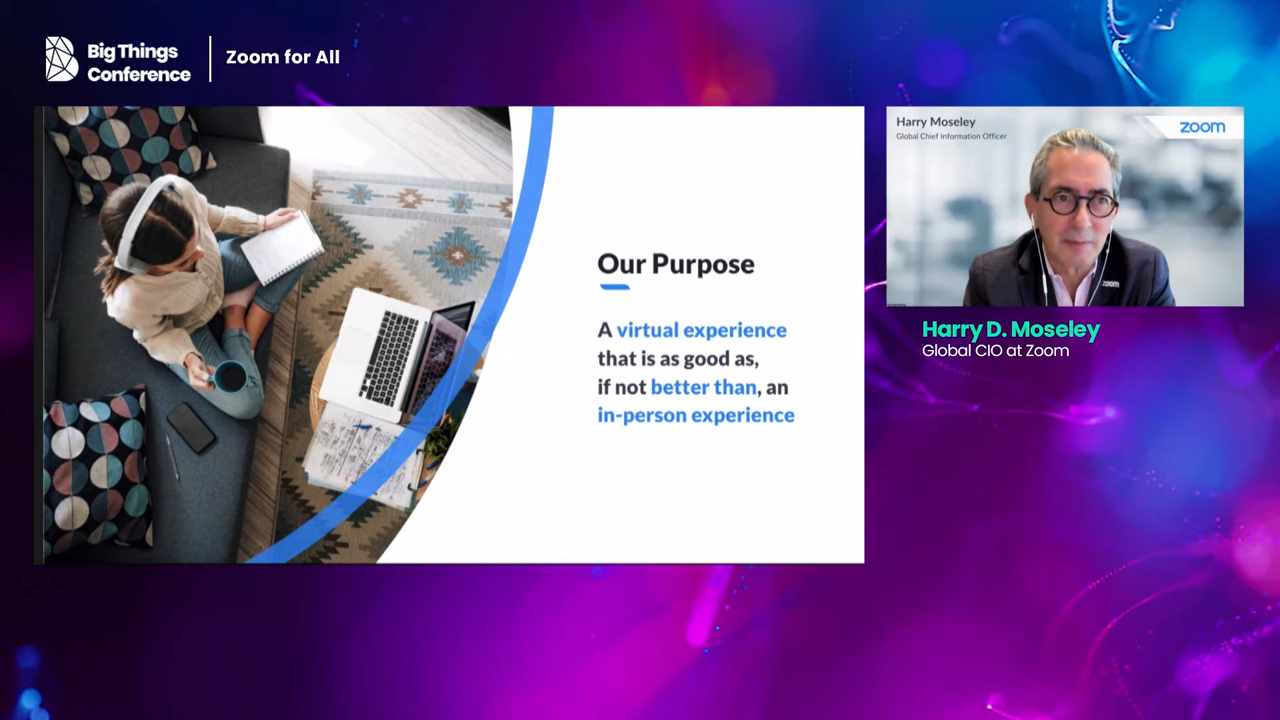 Big Things
Conference
Zoom for All
Our Purpose
A virtual experience
that is as good as,
if not better than, an
in-person experience
Harry Moseley
Global Chief Information Officer
zoom
zoom
Harry D. Moseley
Global CIO at Zoom